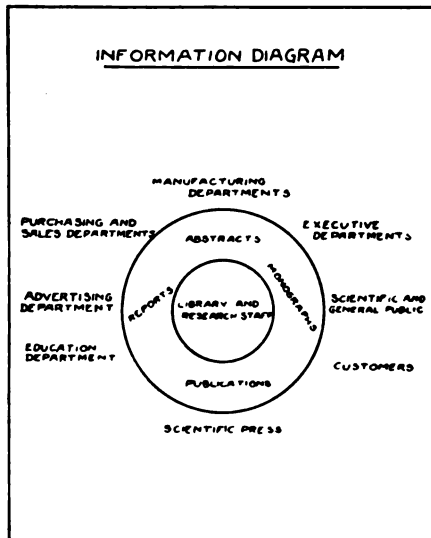 INFORMATION DIAGRAM
MANUFACTURING
DEPARTMENTS
PURCHASING AND
SALES DEPARTMENTS
EXECUTIVE
DEPARTMENTS
ABSTRACTS
ADVERTISING
DEPARTMENT
REPORTS
LIBRARY AND
RESEARCH STAFF
MONOGRAPHS
SCIENTIFIC AND
GENERAL PUBLIC
EDUCATION
DEPARTMENT
CUSTOMERS
PUBLICATIONS
SCIENTIFIC PRESS